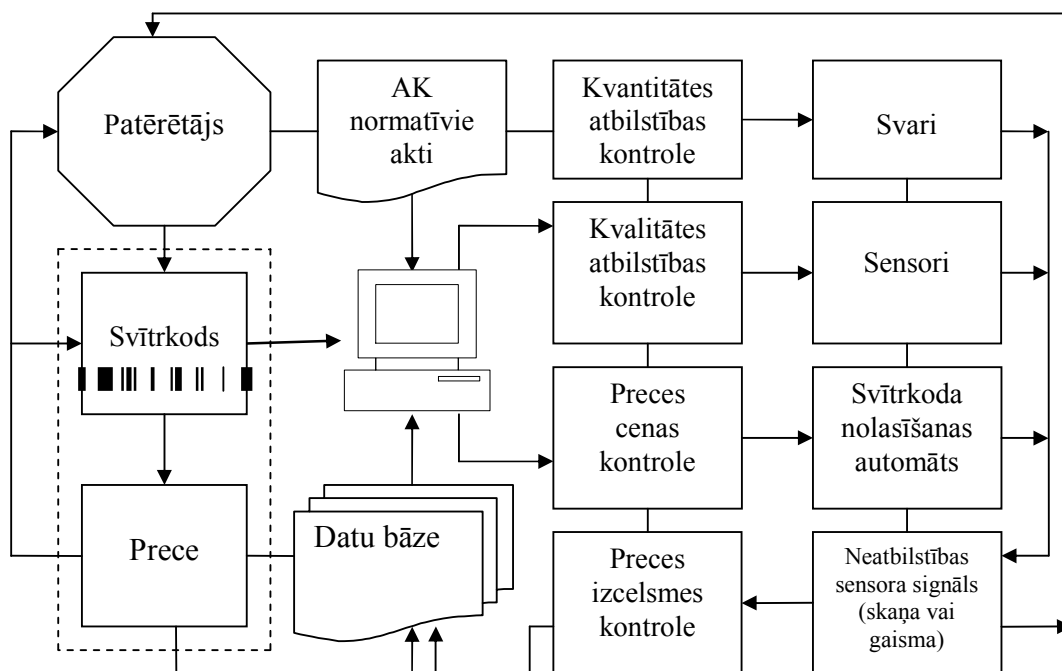 Patērētājs
AK
normatīvie
akti
Kvantitātes
atbilstības
kontrole
Svari
Kvalitātes
atbilstības
kontrole
Sensori
Svītrkods
Preces
cenas
kontrole
Svītrkoda
nolasīšanas
automāts
Prece
Datu bāze
Preces
izcelsmes
kontrole
Neatbilstības
sensora signāls
(skaņa vai
gaisma)